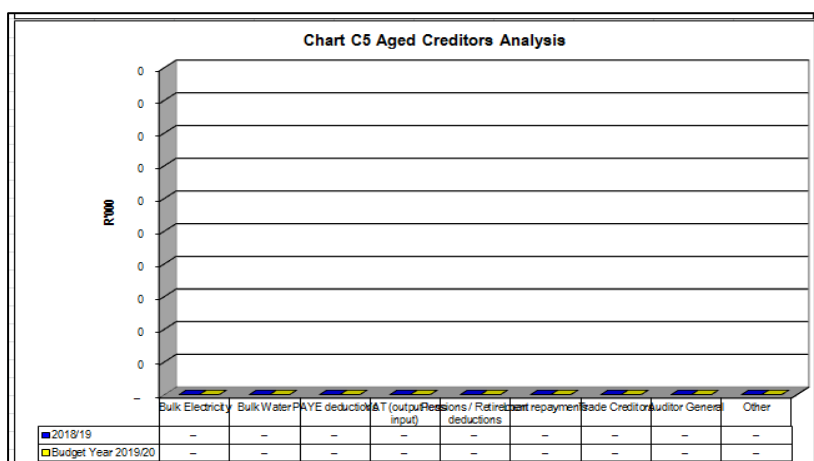 Chart C5 Aged Creditors Analysis
0
0
0
0
0
0
0
0
0
0
–
R'000
Bulk Electricity Bulk Water PAYE deductions VAT (output less input) Pensions / Retirement deductions Loan repayments Trade Creditors Auditor General Other
2018/19 – – – – – – – – –
Budget Year 2019/20 – – – – – – – – –